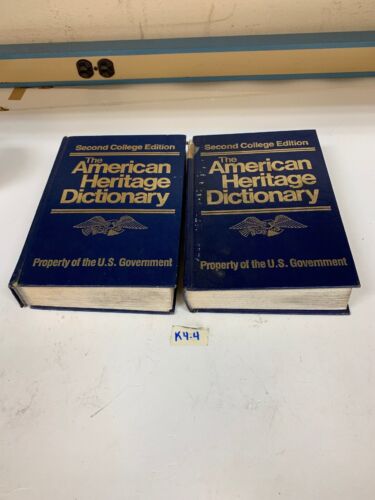 Second College Edition
The
American
Heritage
Dictionary
Property of the U.S. Government
Second College Edition
The
American
Heritage
Dictionary
Property of the U.S. Government
K4-4